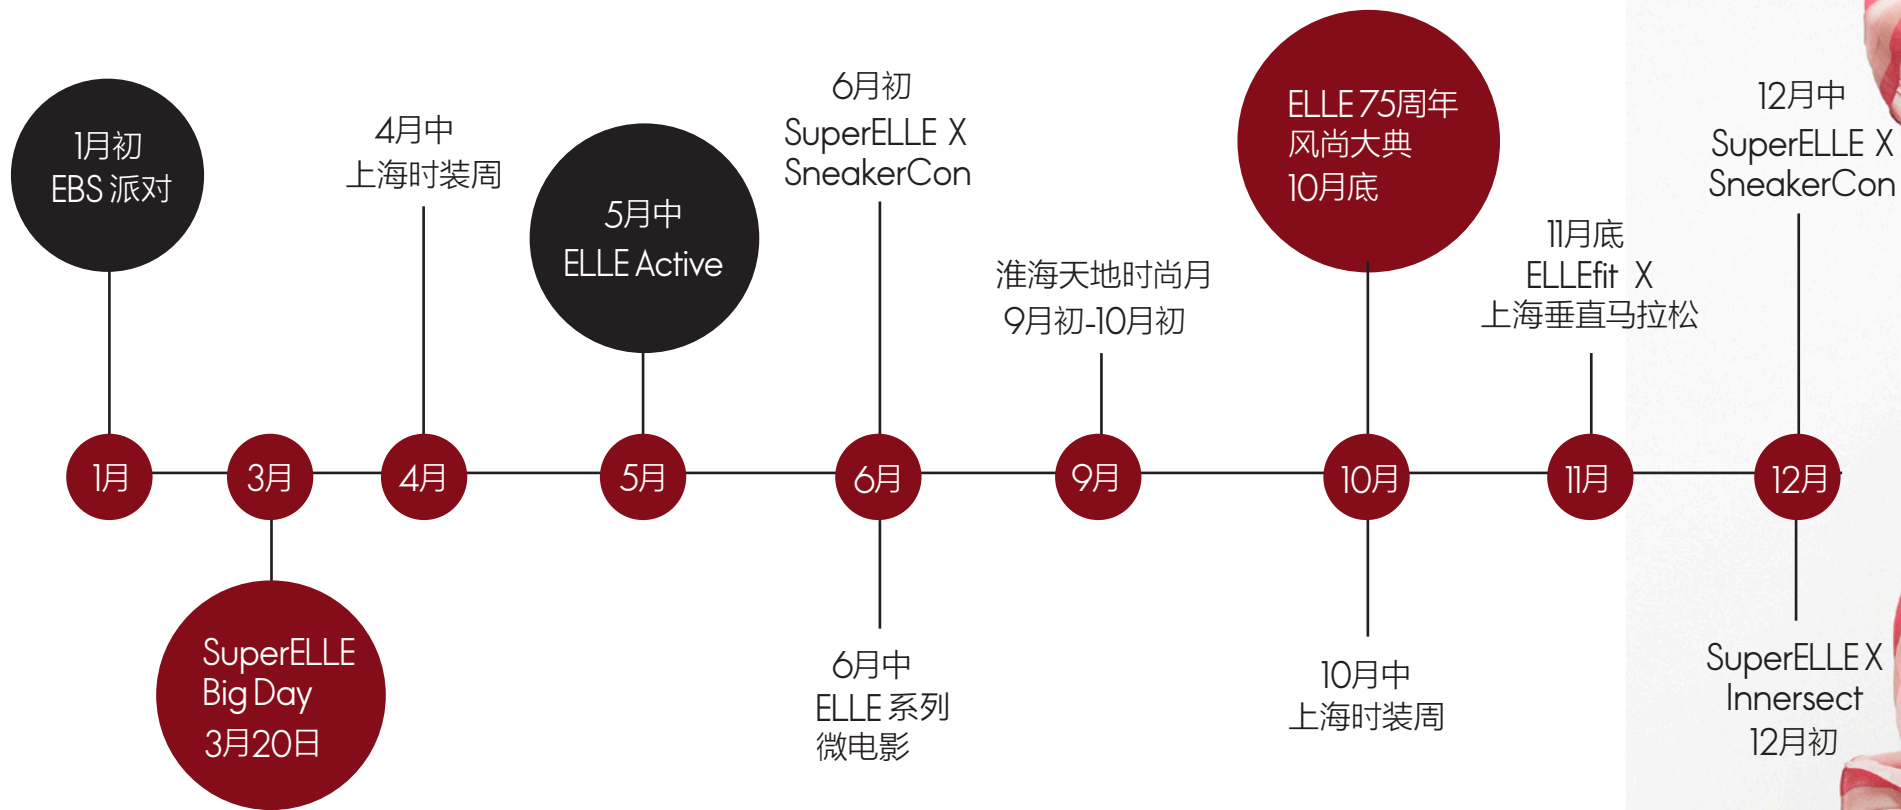 1月初
EBS 派对
4月中
上海时装周
5月中
ELLE Active
6月初
SuperELLE X
SneakerCon
淮海天地时尚月
9月初-10月初
ELLE 75周年
风尚大典
10月底
11月底
ELLEfit X
上海垂直马拉松
12月中
SuperELLE X
SneakerCon
1月
3月
4月
5月
6月
9月
10月
11月
12月
SuperELLE
Big Day
3月20日
6月中
ELLE 系列
微电影
10月中
上海时装周
SuperELLE X
Innersect
12月初